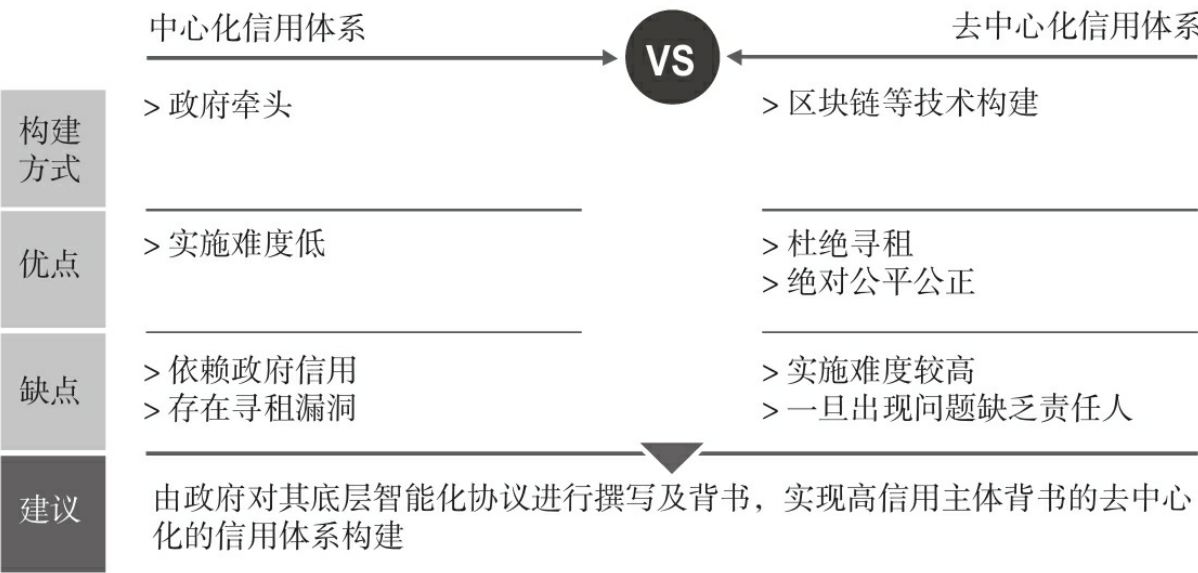 中心化信用体系
VS
去中心化信用体系
构建
方式
> 政府牵头
> 区块链等技术构建
优点
> 实施难度低
> 杜绝寻租
> 绝对公平公正
缺点
> 依赖政府信用
> 存在寻租漏洞
> 实施难度较高
> 一旦出现问题缺乏责任人
建议
由政府对其底层智能化协议进行撰写及背书，实现高信用主体背书的去中心
化的信用体系构建